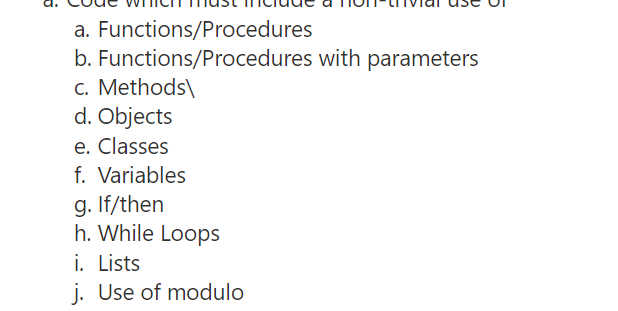 a. Code which must include a non-trivial use of
a. Functions/Procedures
b. Functions/Procedures with parameters
c. Methods\
d. Objects
e. Classes
f. Variables
g. If/then
h. While Loops
i. Lists
j. Use of modulo